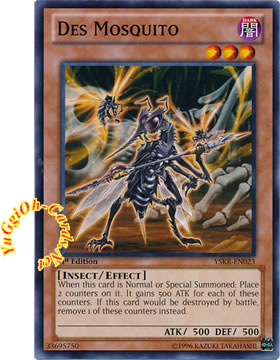 DES MOSQUITO
DARK
闇
YuGgiOh-Cards.Net
1st Edition
YSKR-EN023
[INSECT/EFFECT]
When this card is Normal or Special Summoned: Place
2 counters on it. It gains 500 ATK for each of these
counters. If this card would be destroyed by battle,
remove 1 of these counters instead.
ATK/ 500 DEF/ 500
33695750
©1996 KAZUKI TAKAHASHI